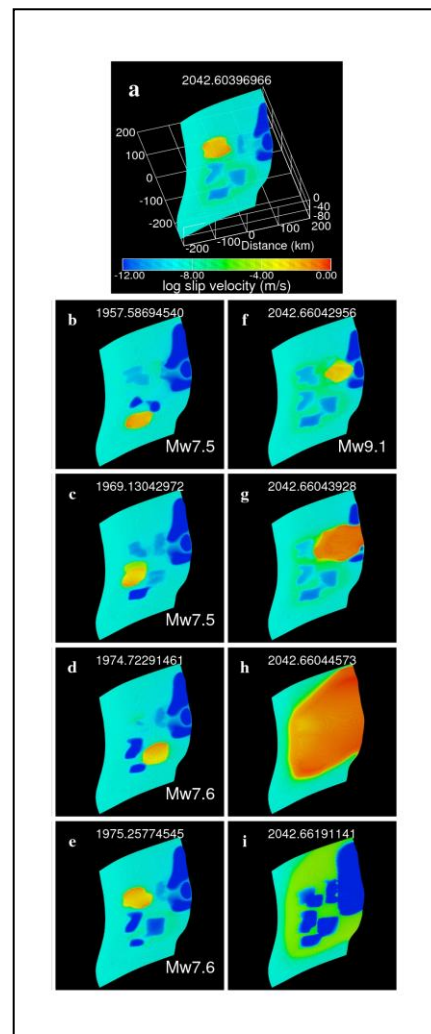 a
2042.60396966
200
100
0
-100
-200
-200
-100
0
100
200
0
-40
-80
Distance (km)
-12.00 -8.00 -4.00 0.00
log slip velocity (m/s)
b
1957.58694540
Mw7.5
f
2042.66042956
Mw9.1
c
1969.13042972
Mw7.5
g
2042.66043928
d
1974.72291461
Mw7.6
h
2042.66044573
e
1975.25774545
Mw7.6
i
2042.66191141